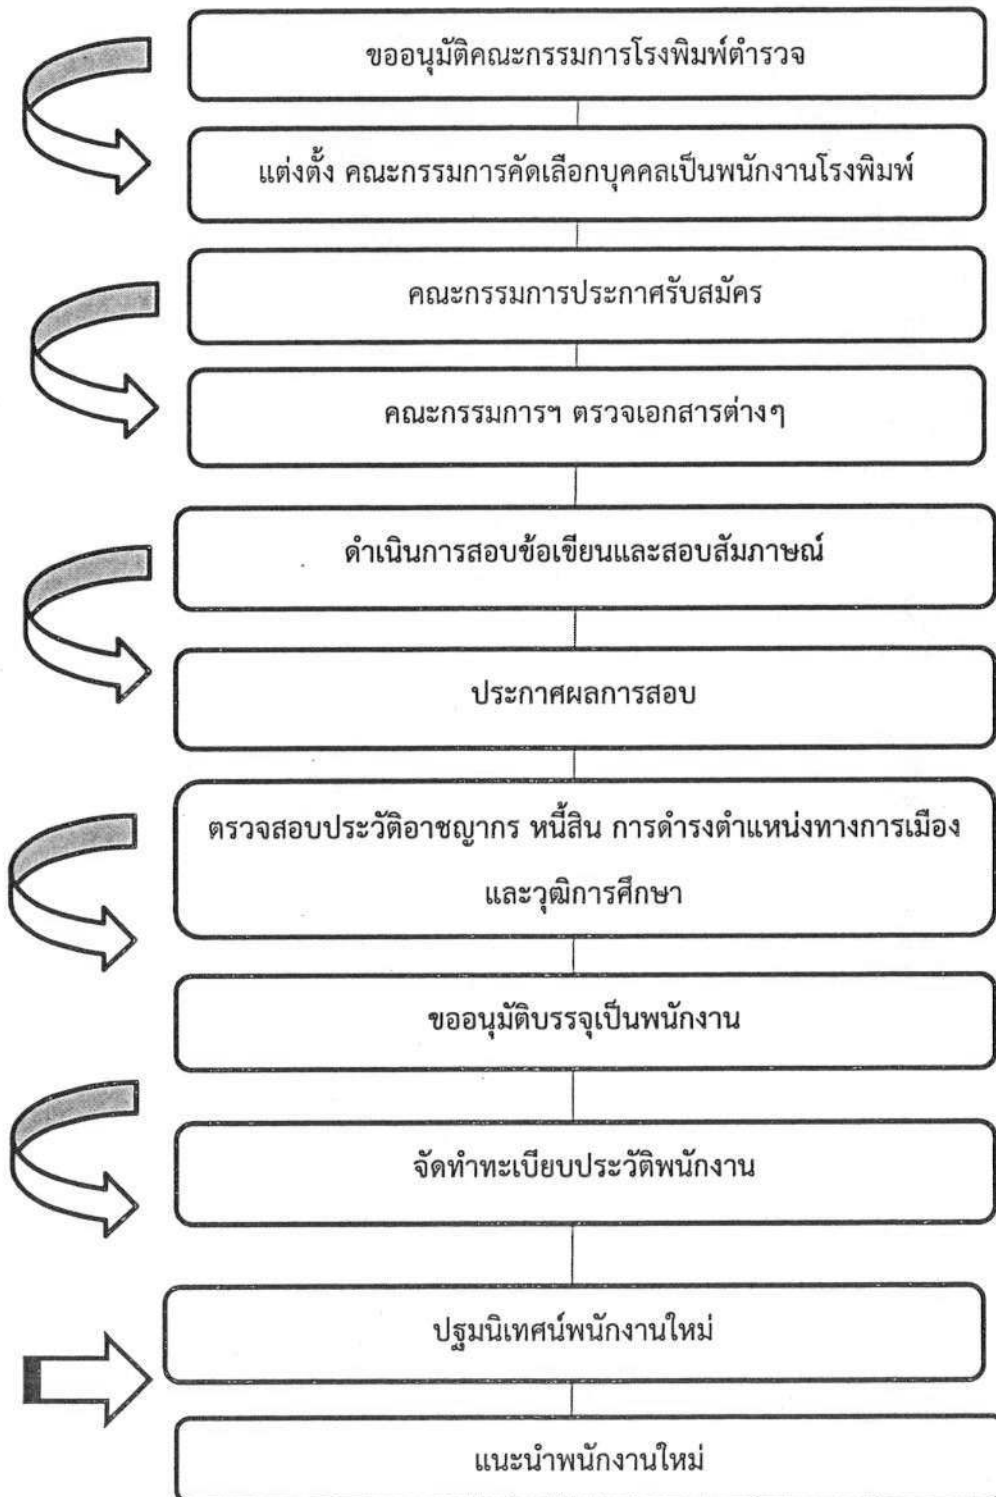 ขออนุมัติคณะกรรมการโรงพิมพ์ตำรวจ
แต่งตั้ง คณะกรรมการคัดเลือกบุคคลเป็นพนักงานโรงพิมพ์
คณะกรรมการประกาศรับสมัคร
คณะกรรมการฯ ตรวจเอกสารต่างๆ
ดำเนินการสอบข้อเขียนและสอบสัมภาษณ์
ประกาศผลการสอบ
ตรวจสอบประวัติอาชญากร หนี้สิน การดำรงตำแหน่งทางการเมือง
และวุฒิการศึกษา
ขออนุมัติบรรจุเป็นพนักงาน
จัดทำทะเบียบประวัติพนักงาน
ปฐมนิเทศน์พนักงานใหม่
แนะนำพนักงานใหม่